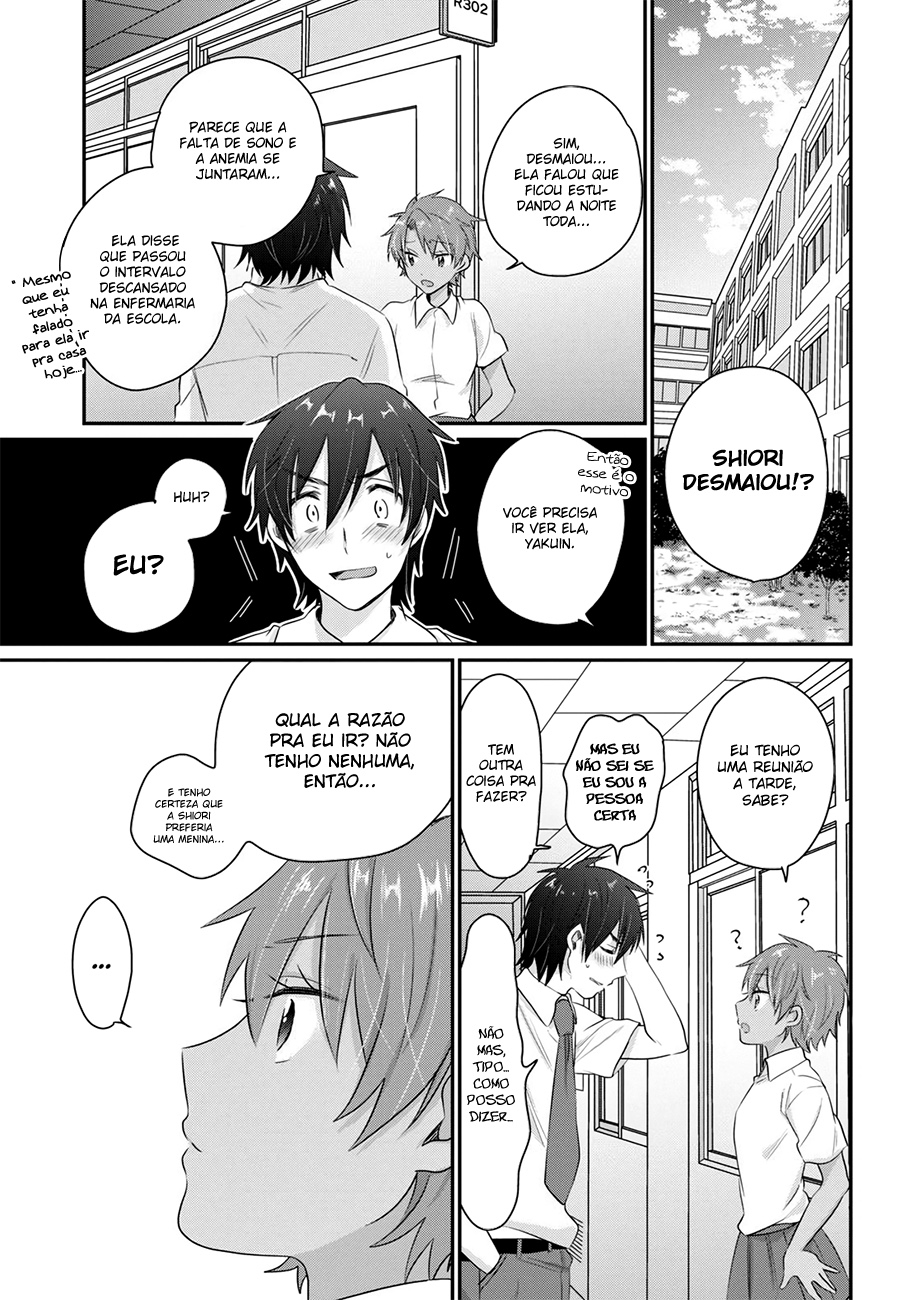 SHIORI
DESMAIOU!?
R302
SIM,
DESMAIOU...
ELA FALOU QUE
FICOU ESTU-
DANDO A NOITE
TODA...
PARECE QUE A
FALTA DE SONO E
A ANEMIA SE
JUNTARAM...
ELA DISSE
QUE PASSOU
O INTERVALO
DESCANSADO
NA ENFERMARIA
DA ESCOLA.
* Mesmo
que eu
tenha
falado
para ela ir
pra casa
hoje...
Então
esse é o
motivo
VOCÊ PRECISA
IR VER ELA,
YAKUIN.
HUH?
EU?
EU TENHO
UMA REUNIÃO
A TARDE,
SABE?
MAS EU
NÃO SEI SE
EU SOU A
PESSOA
CERTA
TEM
OUTRA
COISA PRA
FAZER?
?
?
?
NÃO
MAS,
TIPO...
COMO
POSSO
DIZER...
QUAL A RAZÃO
PRA EU IR? NÃO
TENHO NENHUMA,
ENTÃO...
E TENHO
CERTEZA QUE
A SHIORI
PREFERIA
UMA MENINA...
...